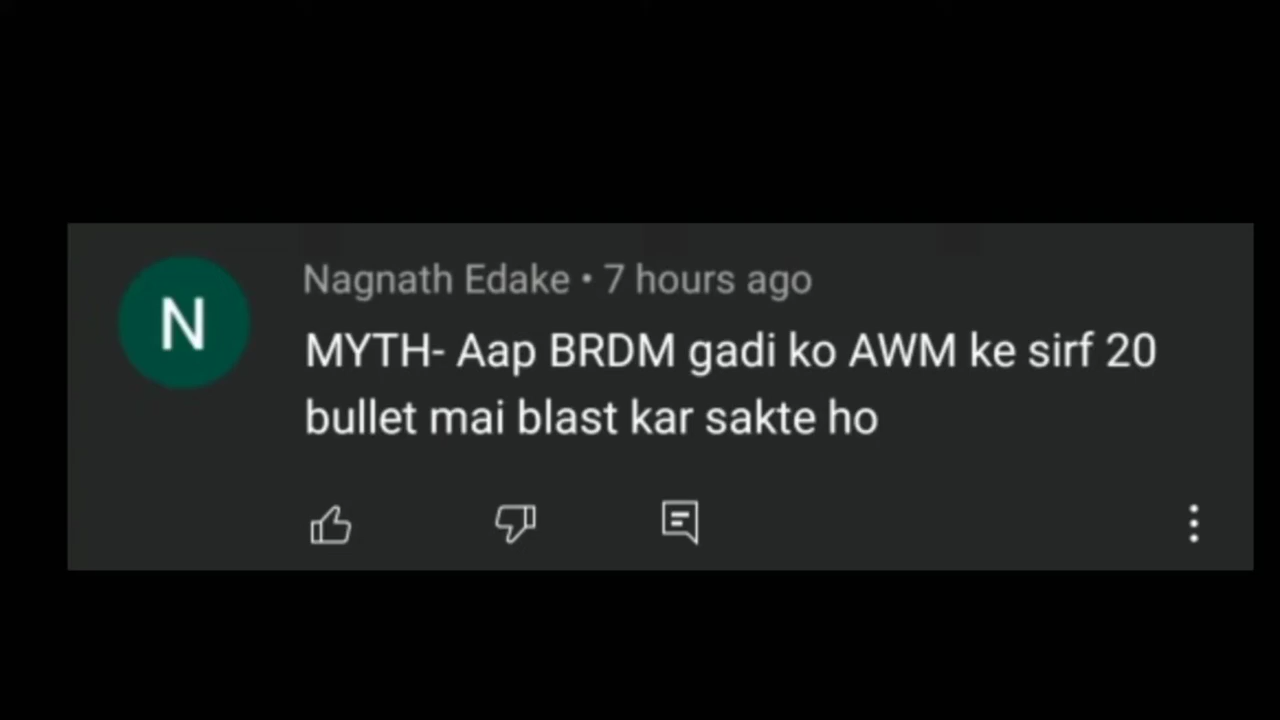 N
Nagnath Edake • 7 hours ago
MYTH- Aap BRDM gadi ko AWM ke sirf 20
bullet mai blast kar sakte ho